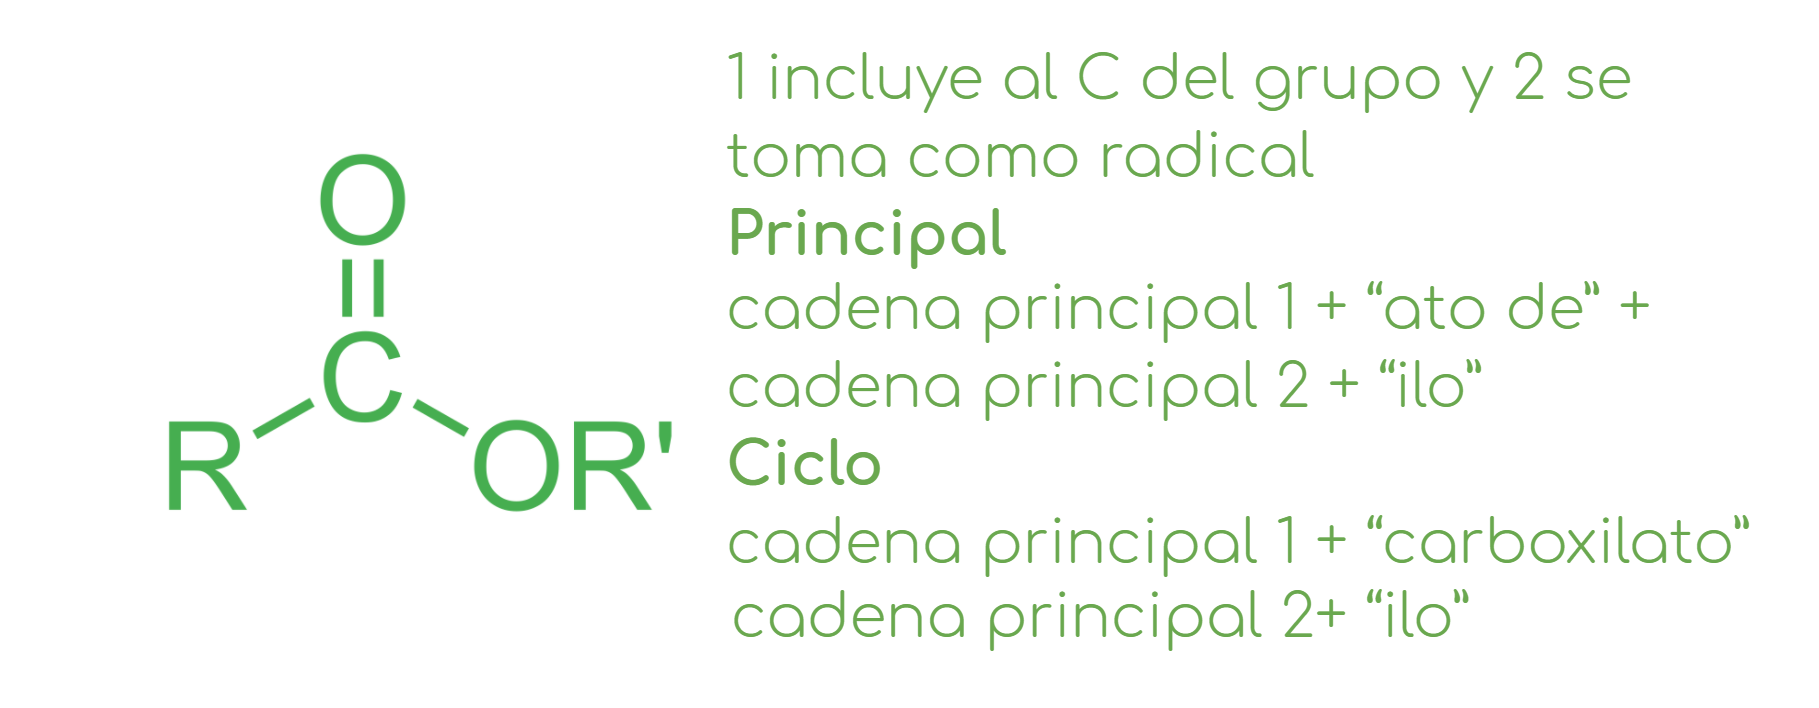 O
C
R
OR'
1 incluye al C del grupo y 2 se
toma como radical
Principal
cadena principal 1 + “ato de” +
cadena principal 2 + “ilo”
Ciclo
cadena principal 1 + “carboxilato”
cadena principal 2+ “ilo”